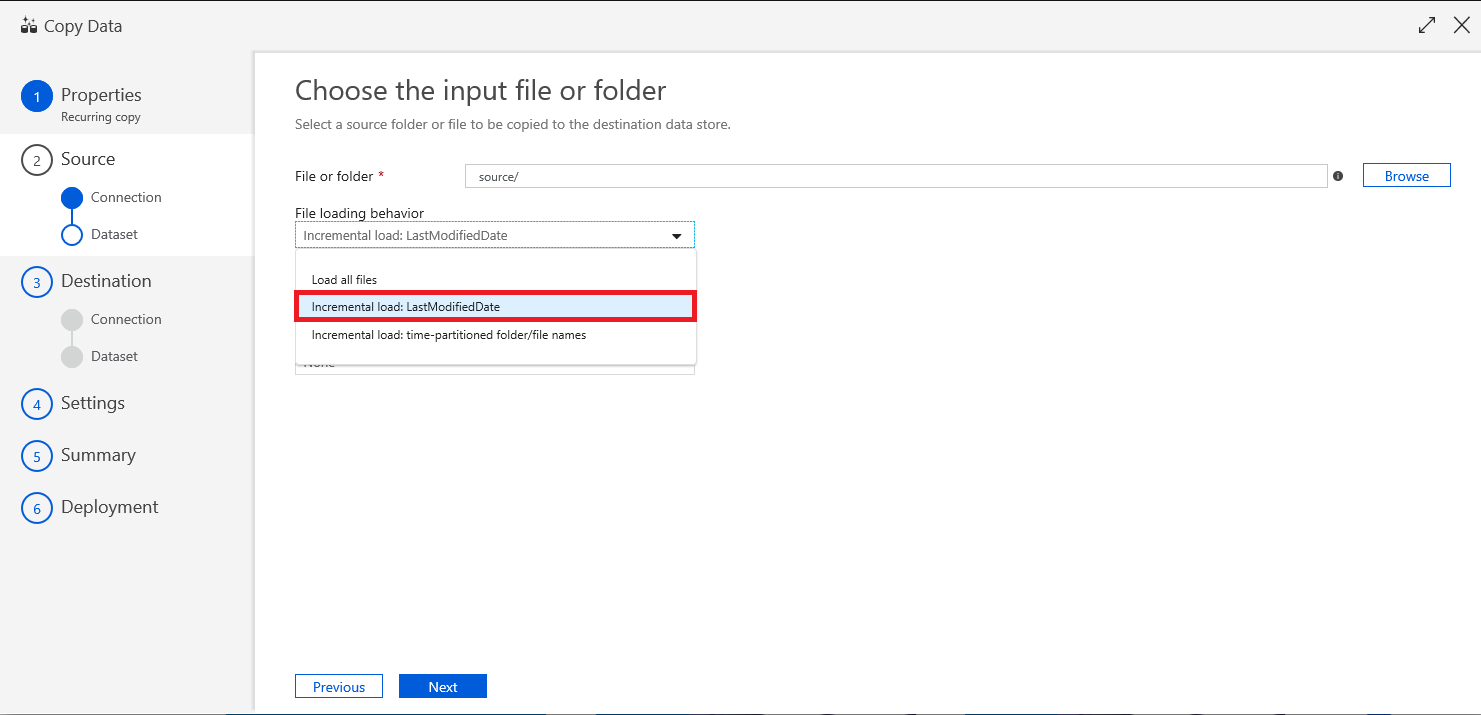 Copy Data
1 Properties
Recurring copy
2 Source
Connection
Dataset
3 Destination
Connection
Dataset
4 Settings
5 Summary
6 Deployment
Choose the input file or folder
Select a source folder or file to be copied to the destination data store.
File or folder * source/ Browse
File loading behavior
Incremental load: LastModifiedDate
Load all files
Incremental load: LastModifiedDate
Incremental load: time-partitioned folder/file names
Previous Next